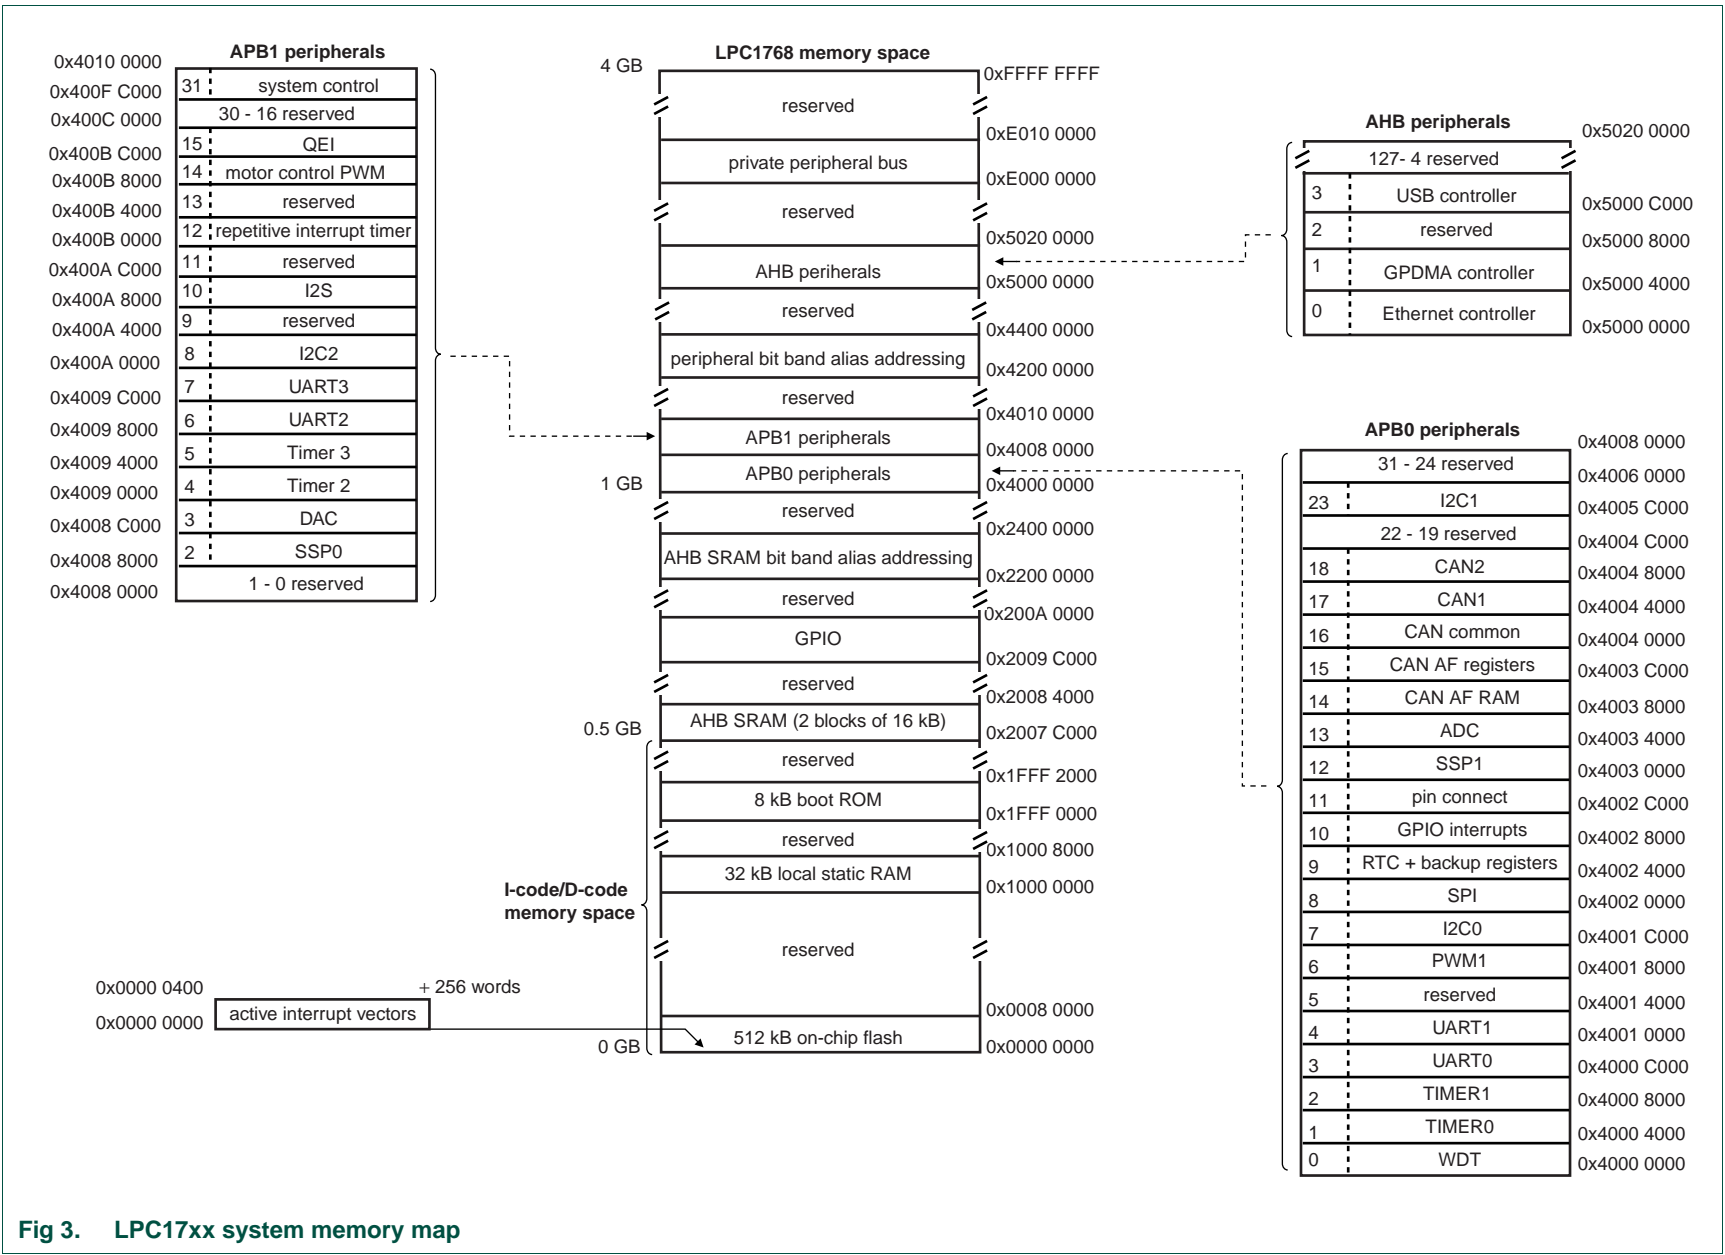 APB1 peripherals
0x4010 0000
31 system control
0x400F C000
30 - 16 reserved
0x400C 0000
15 QEI
0x400B C000
14 motor control PWM
0x400B 8000
13 reserved
0x400B 4000
12 repetitive interrupt timer
0x400B 0000
11 reserved
0x400A C000
10 I2S
0x400A 8000
9 reserved
0x400A 4000
8 I2C2
0x400A 0000
7 UART3
0x4009 C000
6 UART2
0x4009 8000
5 Timer 3
0x4009 4000
4 Timer 2
0x4009 0000
3 DAC
0x4008 C000
2 SSP0
0x4008 8000
1 - 0 reserved
0x4008 0000
LPC1768 memory space
4 GB
0xFFFF FFFF
reserved
0xE010 0000
private peripheral bus
0xE000 0000
reserved
0x5020 0000
AHB periherals
0x5000 0000
reserved
0x4400 0000
peripheral bit band alias addressing
0x4200 0000
reserved
0x4010 0000
APB1 peripherals
0x4008 0000
APB0 peripherals
1 GB
0x4000 0000
reserved
0x2400 0000
AHB SRAM bit band alias addressing
0x2200 0000
reserved
0x200A 0000
GPIO
0x2009 C000
reserved
0x2008 4000
AHB SRAM (2 blocks of 16 kB)
0.5 GB
0x2007 C000
reserved
0x1FFF 2000
8 kB boot ROM
0x1FFF 0000
reserved
0x1000 8000
32 kB local static RAM
0x1000 0000
I-code/D-code
memory space
reserved
0x0008 0000
512 kB on-chip flash
0 GB
0x0000 0000
0x0000 0400
+ 256 words
active interrupt vectors
0x0000 0000
AHB peripherals
0x5020 0000
127- 4 reserved
3 USB controller
0x5000 C000
2 reserved
0x5000 8000
1 GPDMA controller
0x5000 4000
0 Ethernet controller
0x5000 0000
APB0 peripherals
0x4008 0000
31 - 24 reserved
0x4006 0000
23 I2C1
0x4005 C000
22 - 19 reserved
0x4004 C000
18 CAN2
0x4004 8000
17 CAN1
0x4004 4000
16 CAN common
0x4004 0000
15 CAN AF registers
0x4003 C000
14 CAN AF RAM
0x4003 8000
13 ADC
0x4003 4000
12 SSP1
0x4003 0000
11 pin connect
0x4002 C000
10 GPIO interrupts
0x4002 8000
9 RTC + backup registers
0x4002 4000
8 SPI
0x4002 0000
7 I2C0
0x4001 C000
6 PWM1
0x4001 8000
5 reserved
0x4001 4000
4 UART1
0x4001 0000
3 UART0
0x4000 C000
2 TIMER1
0x4000 8000
1 TIMER0
0x4000 4000
0 WDT
0x4000 0000
Fig 3. LPC17xx system memory map